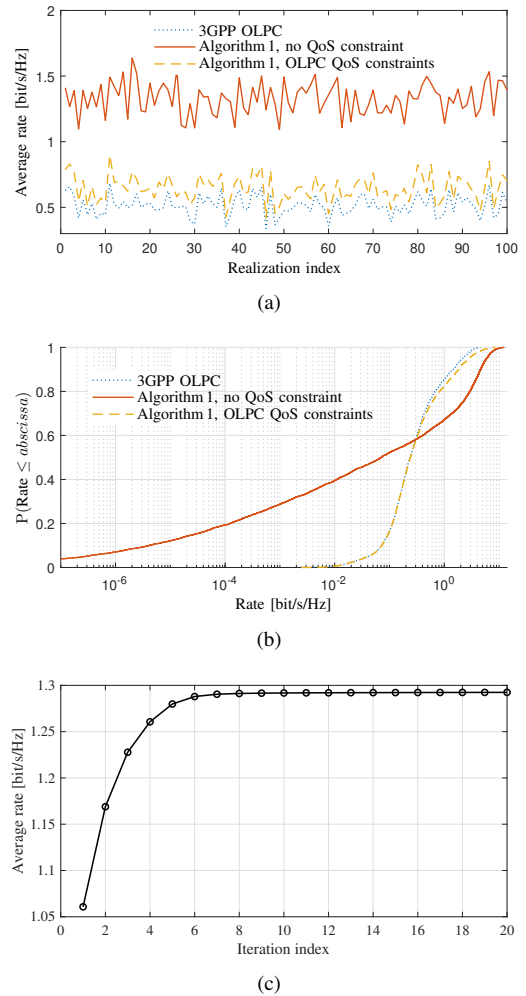 3GPP OLPC
Algorithm 1, no QoS constraint
Algorithm 1, OLPC QoS constraints
Average rate [bit/s/Hz]
2
1.5
1
0.5
0 10 20 30 40 50 60 70 80 90 100
Realization index
(a)
3GPP OLPC
Algorithm 1, no QoS constraint
Algorithm 1, OLPC QoS constraints
P(Rate ≤ abscissa)
1
0.8
0.6
0.4
0.2
0
10^-6 10^-4 10^-2 10^0
Rate [bit/s/Hz]
(b)
Average rate [bit/s/Hz]
1.3
1.25
1.2
1.15
1.1
1.05
0 2 4 6 8 10 12 14 16 18 20
Iteration index
(c)